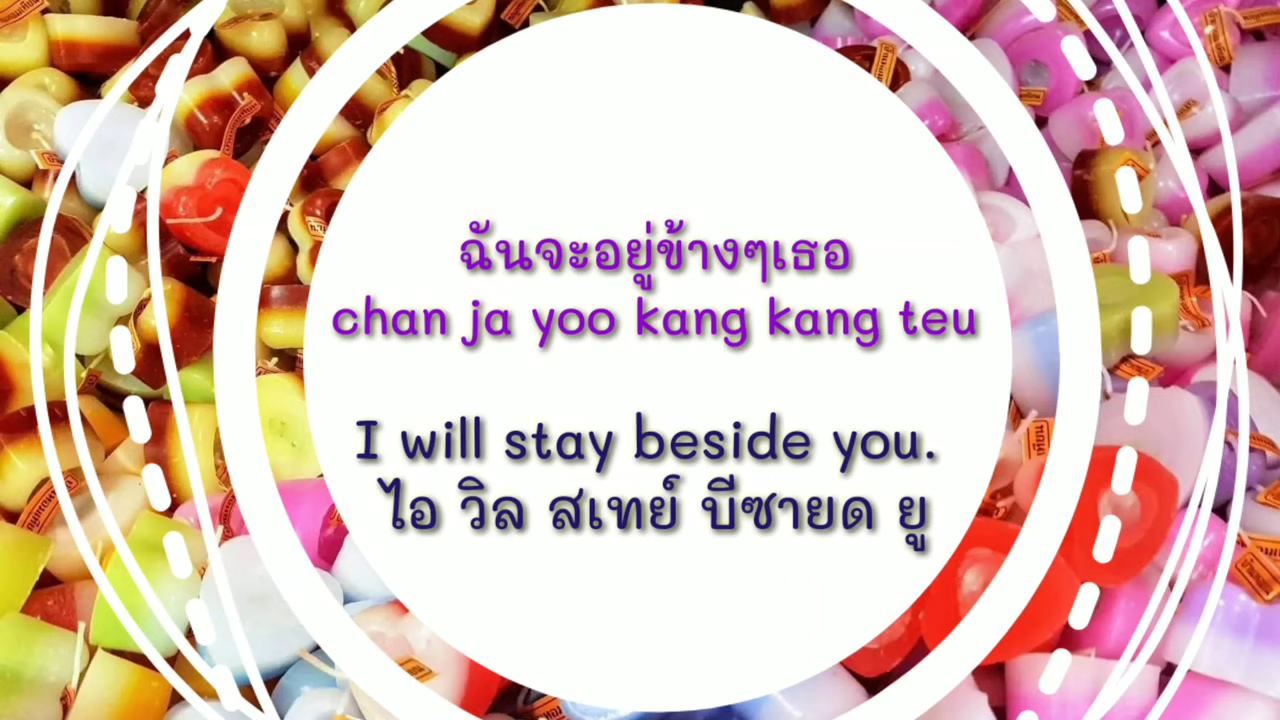 ฉันจะอยู่ข้างๆเธอ
chan ja yoo kang kang teu
I will stay beside you.
ไอ วิล สเทย์ บีซายด ยู